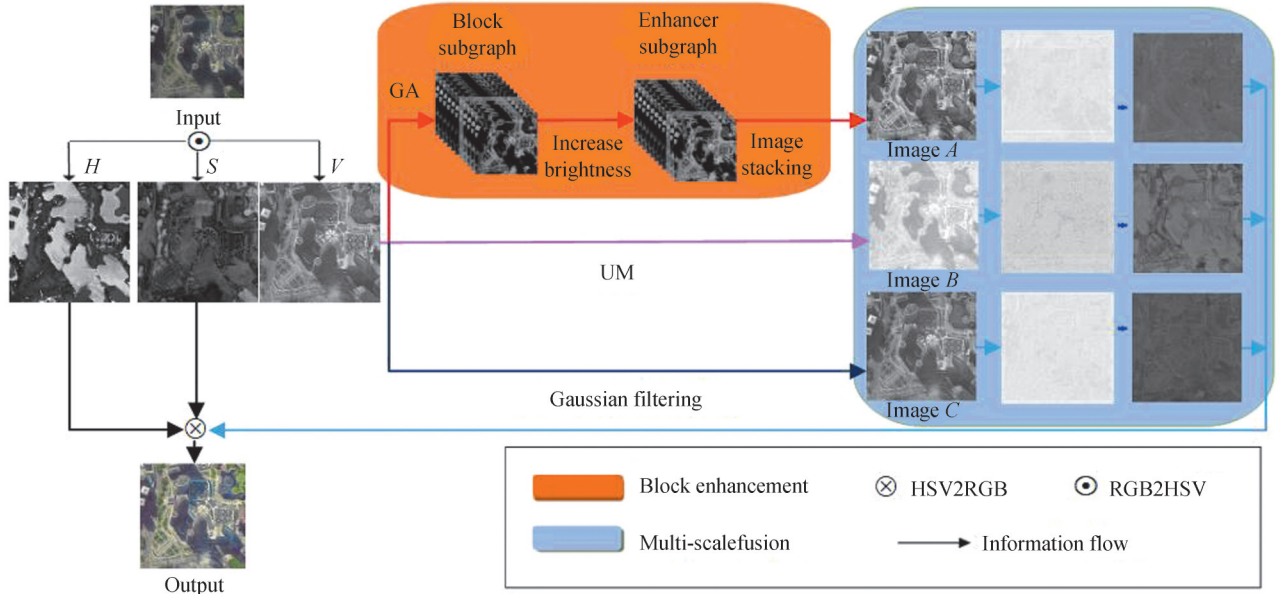 Input
H
S
V
Block
subgraph
Enhancer
subgraph
GA
Increase
brightness
Image
stacking
UM
Gaussian filtering
Image A
Image B
Image C
Output
Block enhancement
HSV2RGB
RGB2HSV
Multi-scalefusion
Information flow